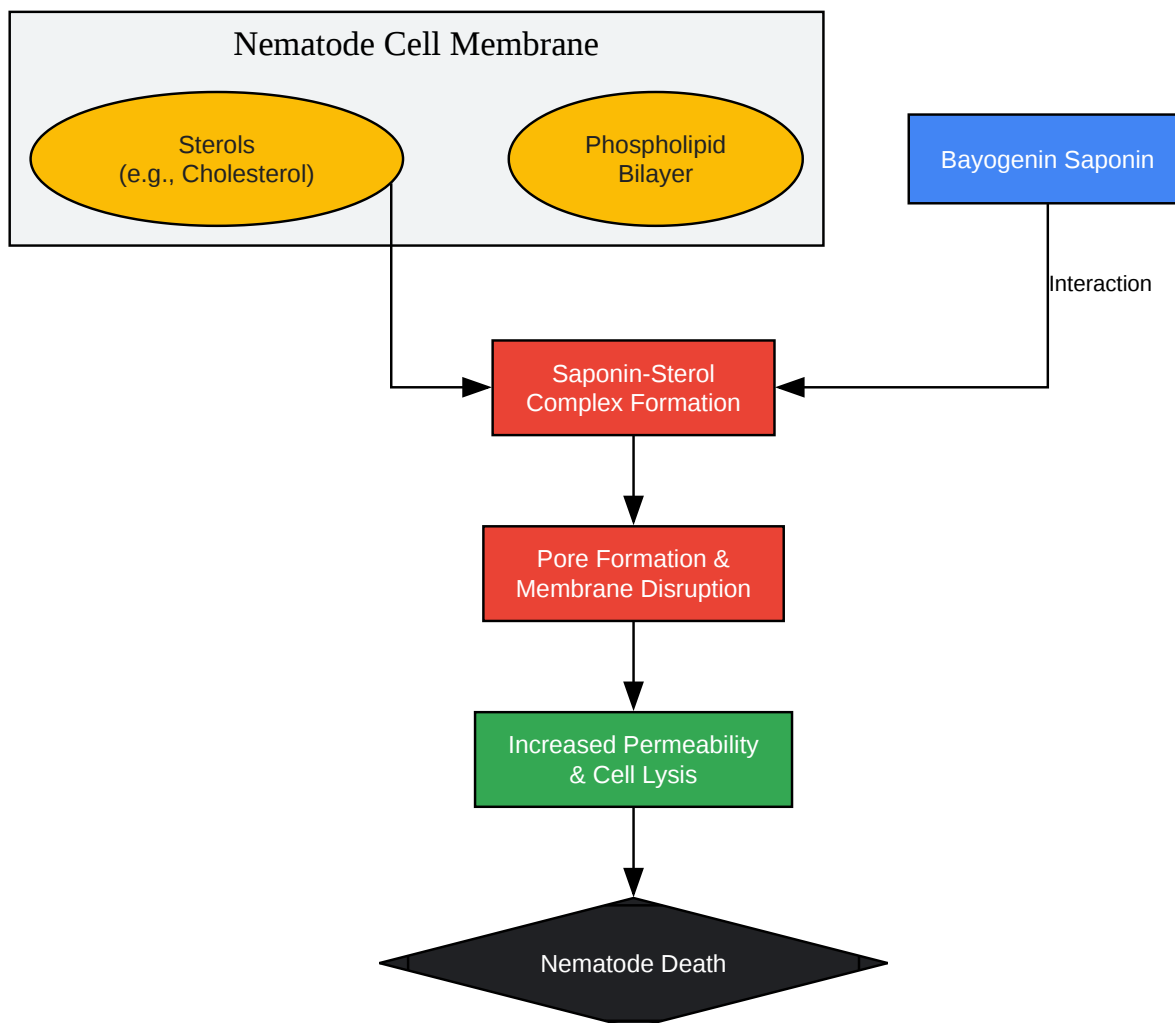 Nematode Cell Membrane
Sterols
(e.g., Cholesterol)
Phospholipid
Bilayer
Bayogenin Saponin
Interaction
Saponin-Sterol
Complex Formation
Pore Formation &
Membrane Disruption
Increased Permeability
& Cell Lysis
Nematode Death